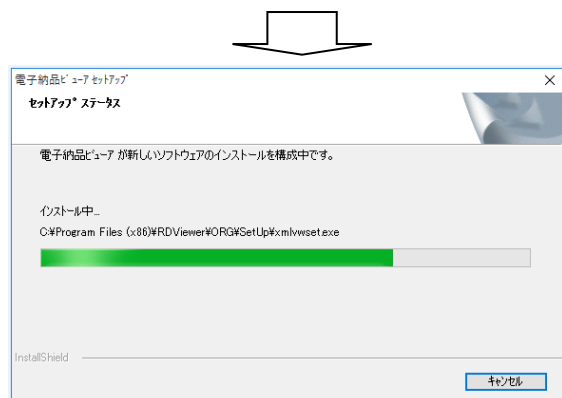 電子納品ﾋﾞｭｰｱ ｾｯﾄｱｯﾌﾟ
ｾｯﾄｱｯﾌﾟ ｽﾃｰﾀｽ
電子納品ﾋﾞｭｰｱ が新しいソフトウェアのインストールを構成中です。
インストール中...
C:¥Program Files (x86)¥RDViewer¥ORG¥SetUp¥xmlvwset.exe
InstallShield
ｷｬﾝｾﾙ